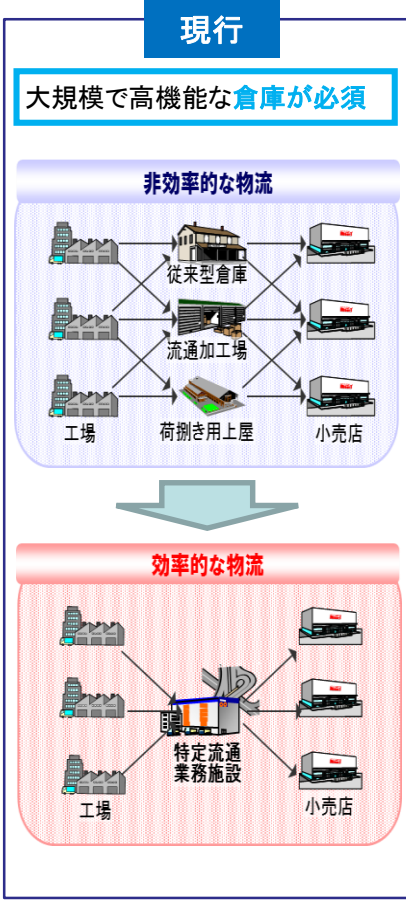 現行
大規模で高機能な倉庫が必須
非効率的な物流
従来型倉庫
流通加工場
工場
荷捌き用上屋
小売店
効率的な物流
特定流通
業務施設
工場
小売店